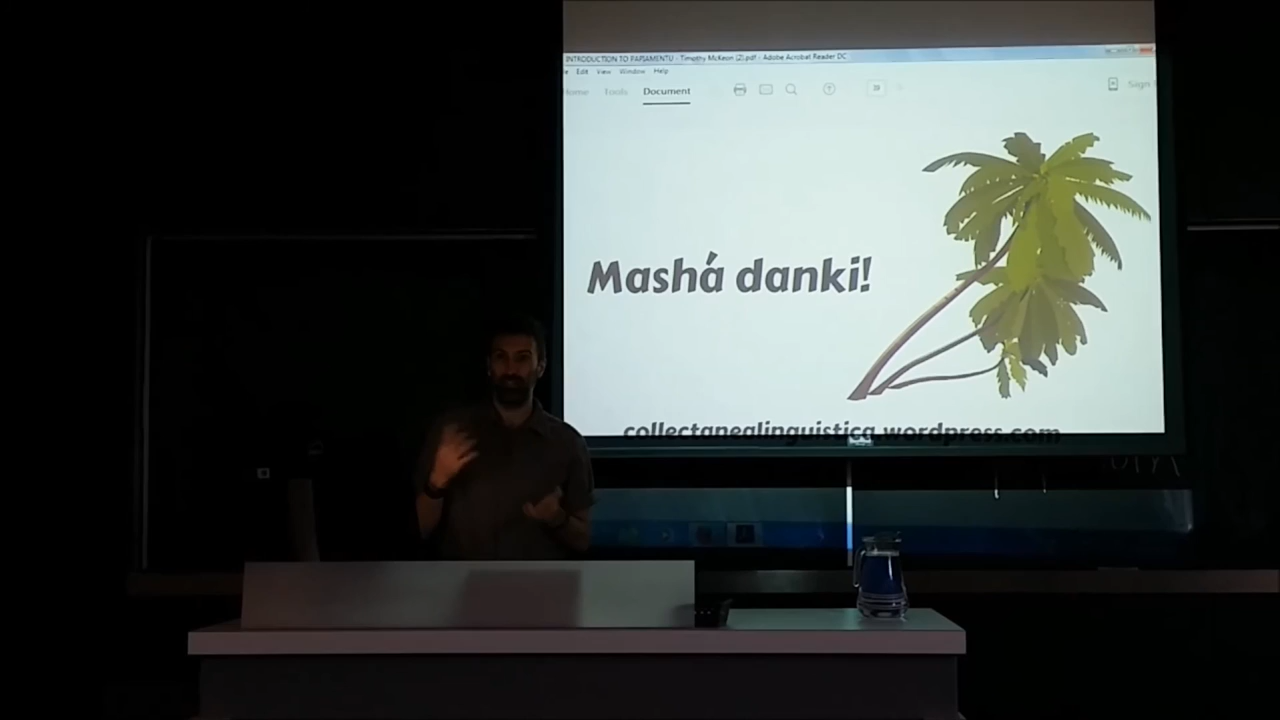 INTRODUCTION TO PAPIAMENTU - Timothy McKeon (2).pdf - Adobe Acrobat Reader DC
Edit View Window Help
Home Tools Document
Sign
Mashá danki!
collectanealinguistica.wordpress.com